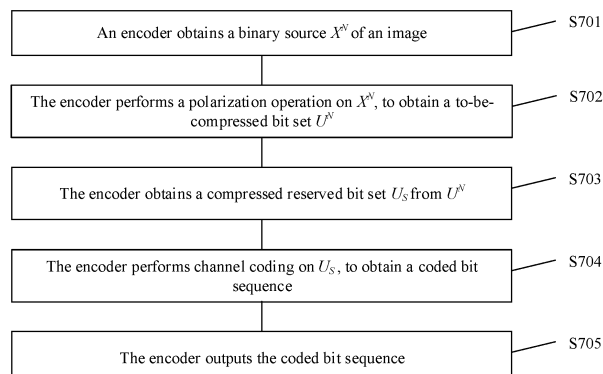 An encoder obtains a binary source X^N of an image
S701
The encoder performs a polarization operation on X^N, to obtain a to-be-
compressed bit set U^N
S702
The encoder obtains a compressed reserved bit set U_S from U^N
S703
The encoder performs channel coding on U_S, to obtain a coded bit
sequence
S704
The encoder outputs the coded bit sequence
S705